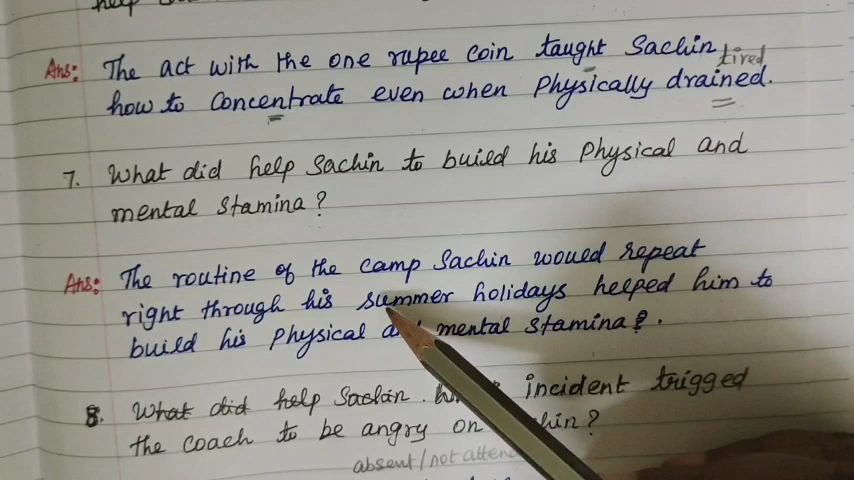 help
Ans: The act with the one rupee coin taught Sachin
tired
how to concentrate even when physically drained.
7. What did help Sachin to build his physical and
mental stamina?
Ans: The routine of the camp Sachin would repeat
right through his summer holidays helped him to
build his physical mental stamina?.
8. What did help Sachin. incident trigged
the coach to be angry on
absent/not